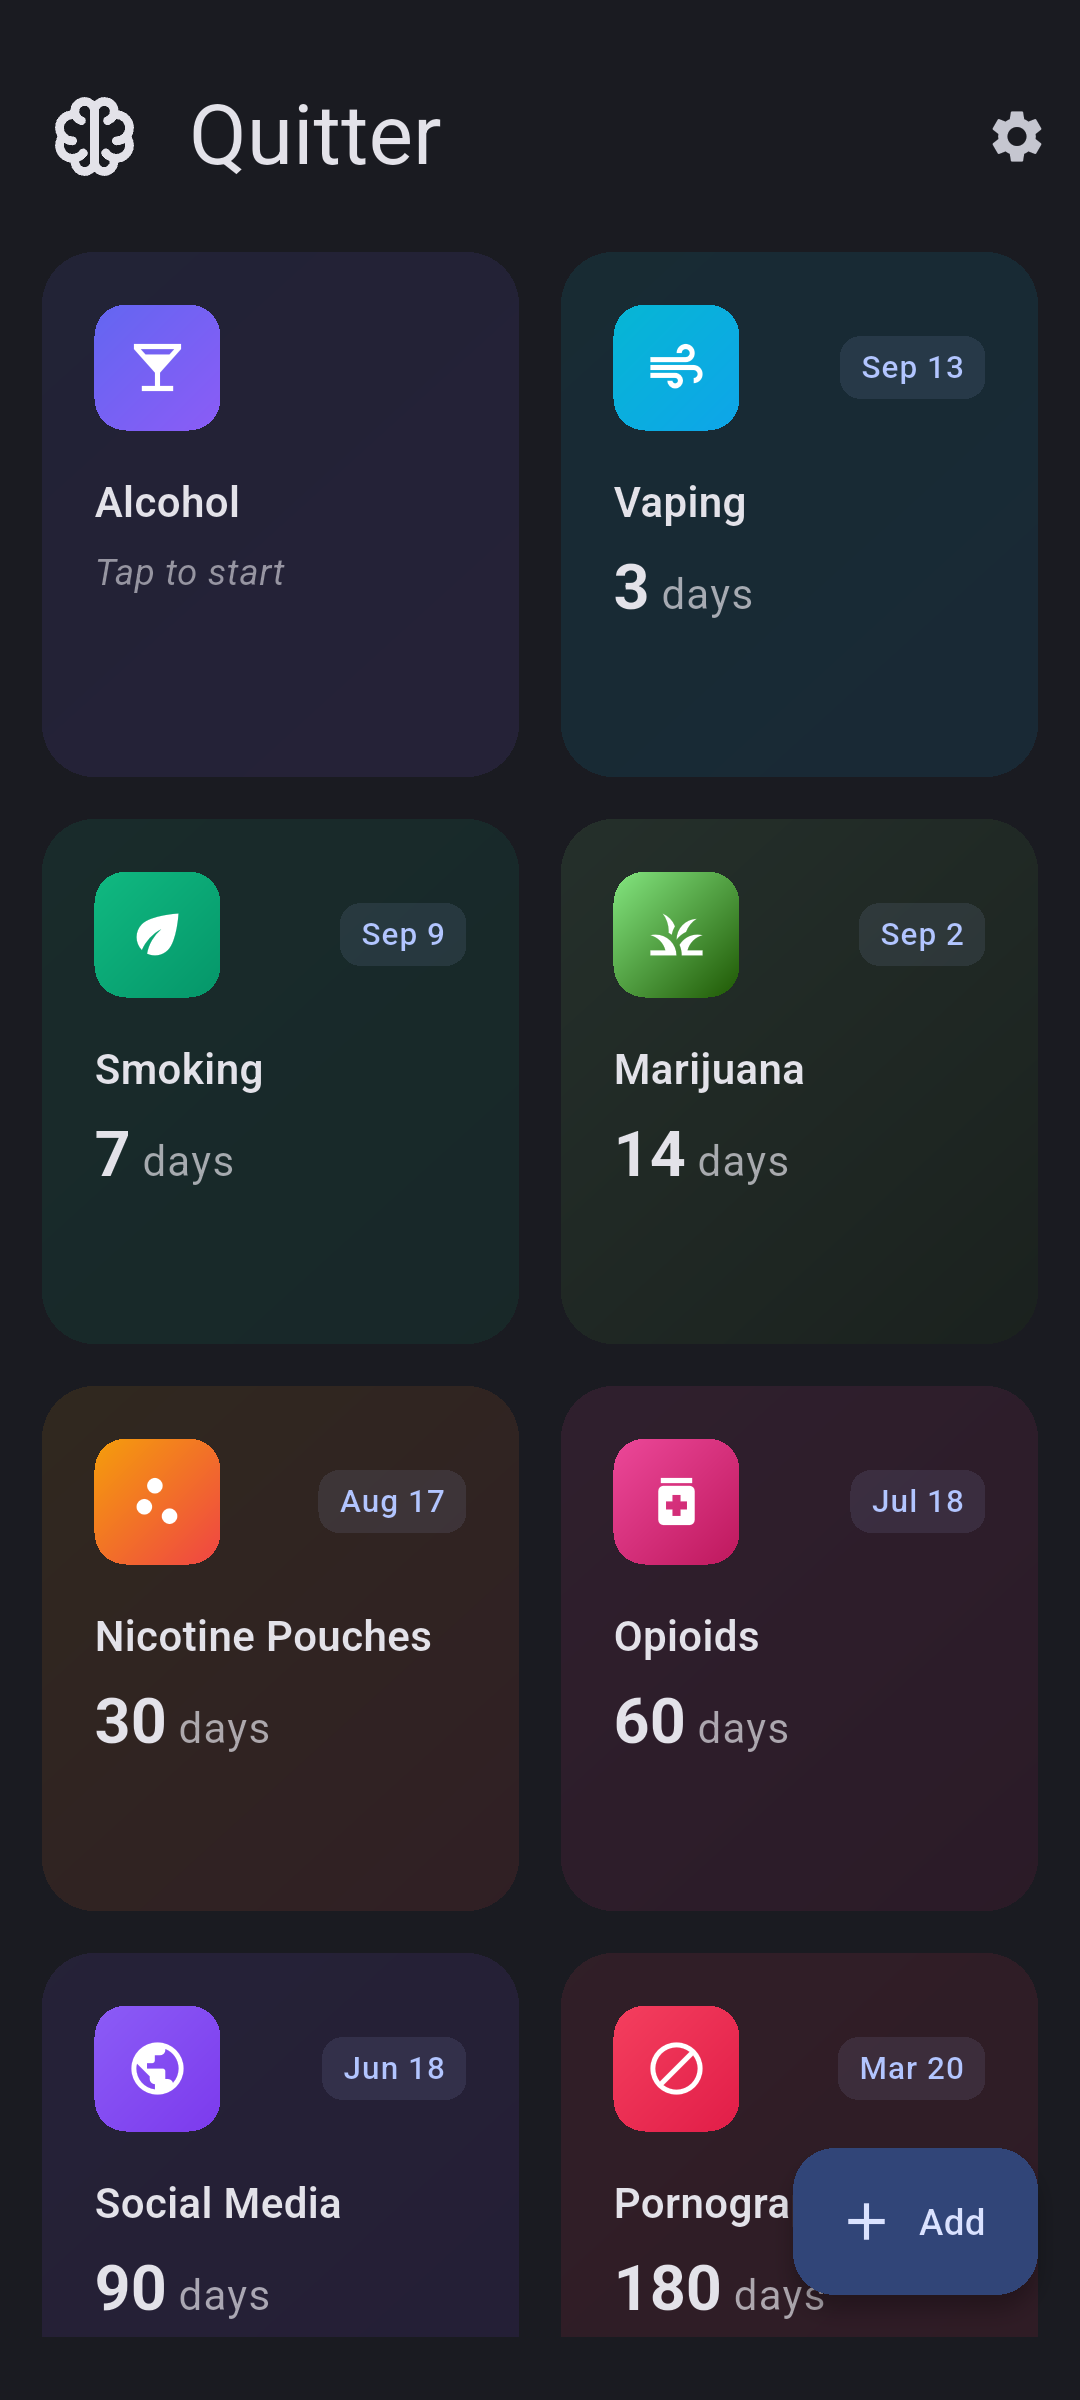 Quitter
Alcohol
Tap to start
Sep 13
Vaping
3 days
Sep 9
Smoking
7 days
Sep 2
Marijuana
14 days
Aug 17
Nicotine Pouches
30 days
Jul 18
Opioids
60 days
Jun 18
Social Media
90 days
Mar 20
Pornogra
180 days
Add